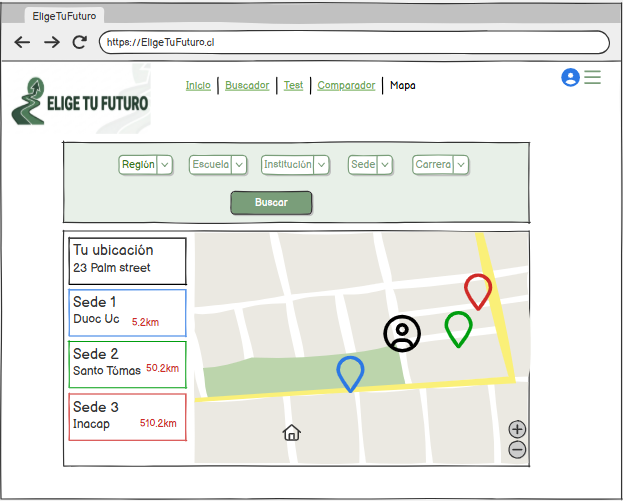 EligeTuFuturo
https://EligeTuFuturo.cl
ELIGE TU FUTURO
Inicio | Buscador | Test | Comparador | Mapa
Región Escuela Institución Sede Carrera
Buscar
Tu ubicación
23 Palm street
Sede 1
Duoc Uc 5.2km
Sede 2
Santo Tómas 50.2km
Sede 3
Inacap 510.2km